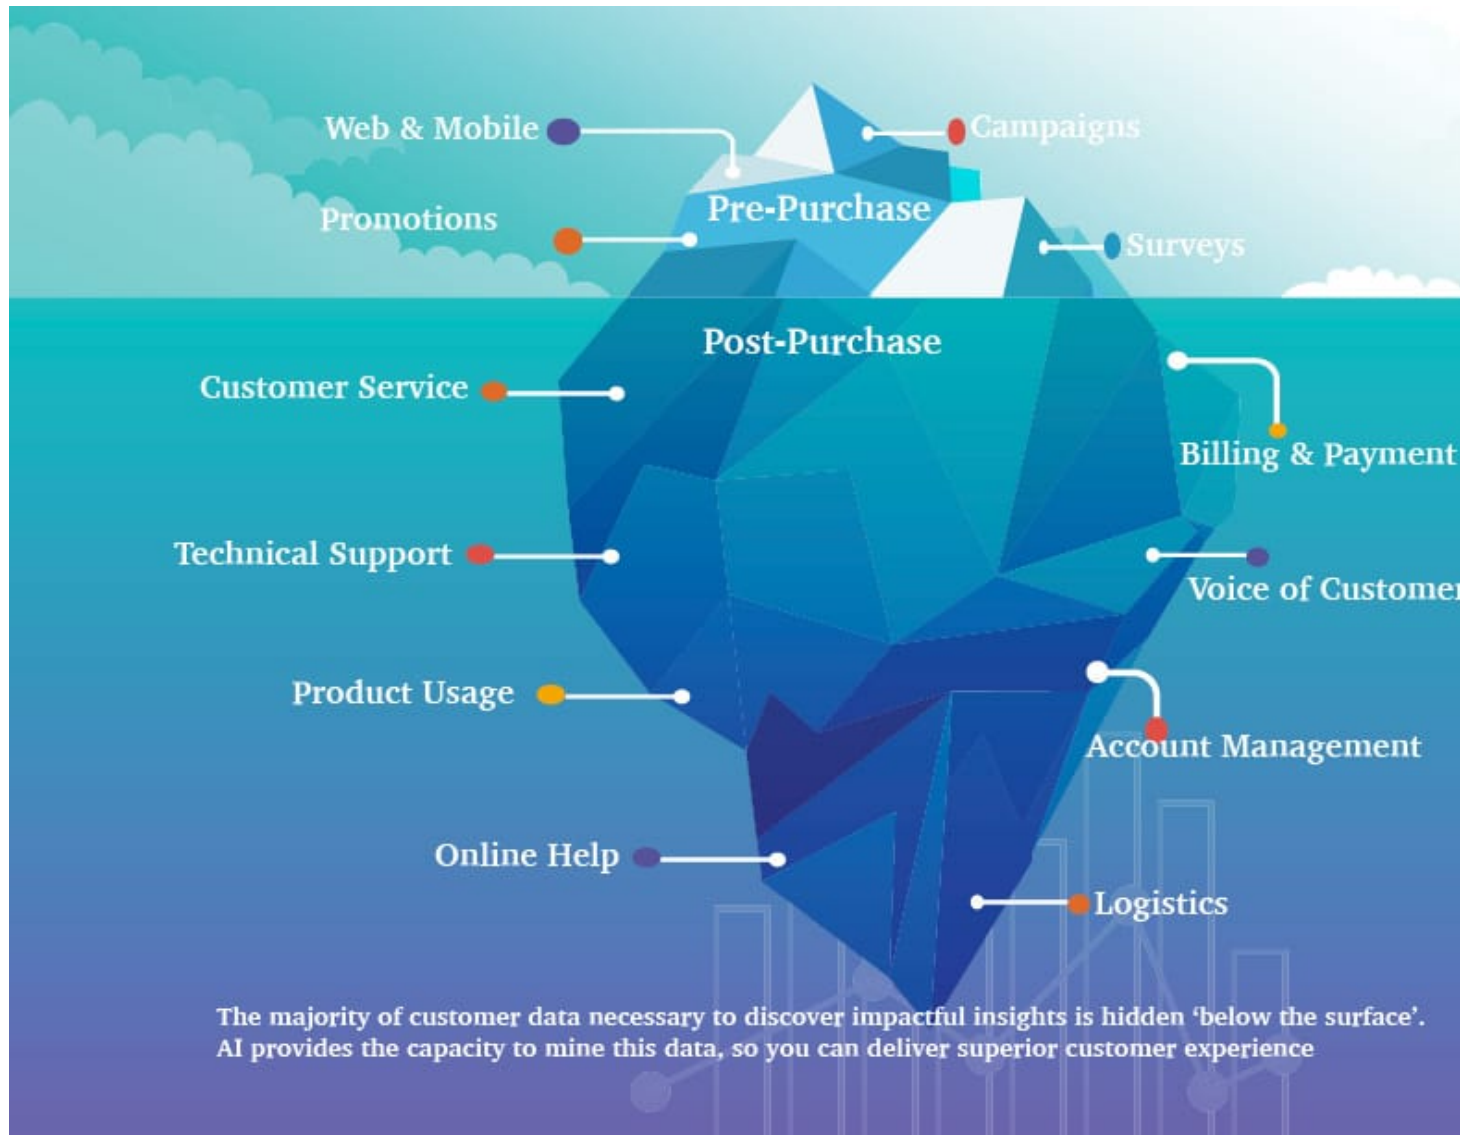 Web & Mobile
Campaigns
Pre-Purchase
Promotions
Surveys
Post-Purchase
Customer Service
Billing & Payment
Technical Support
Voice of Customer
Product Usage
Account Management
Online Help
Logistics
The majority of customer data necessary to discover impactful insights is hidden ‘below the surface’.
AI provides the capacity to mine this data, so you can deliver superior customer experience